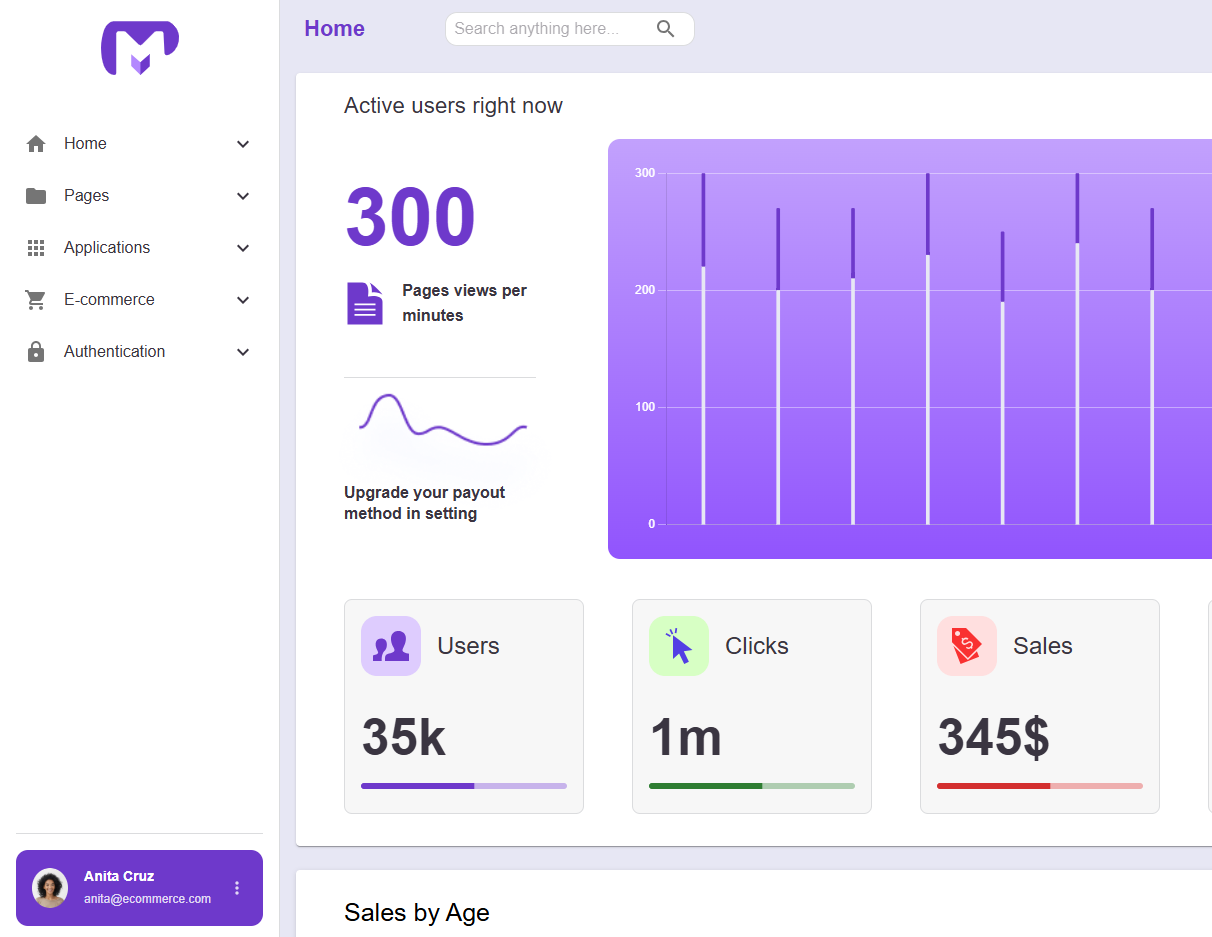 Home
Search anything here...
Home
Pages
Applications
E-commerce
Authentication
Anita Cruz
anita@ecommerce.com
Active users right now
300
Pages views per
minutes
Upgrade your payout
method in setting
300
200
100
0
Users
35k
Clicks
1m
$
Sales
345$
Sales by Age